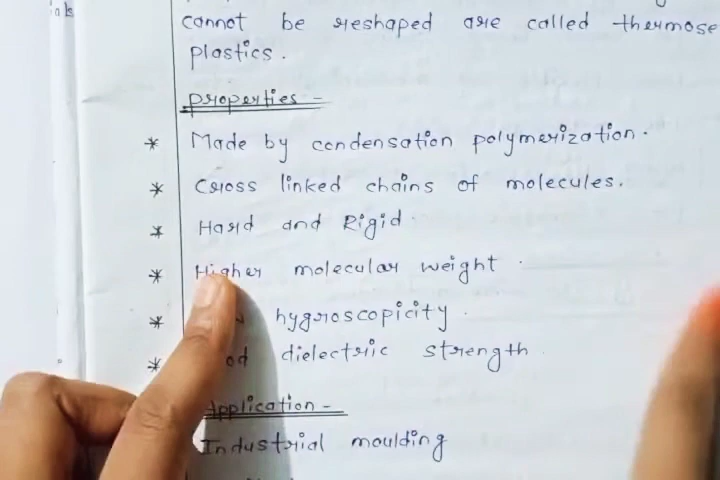 cannot be reshaped are called thermose
plastics.
Properties -
* Made by condensation polymerization.
* Cross linked chains of molecules.
* Hard and Rigid.
* Higher molecular weight.
* hygroscopicity.
* dielectric strength
Application -
Industrial moulding